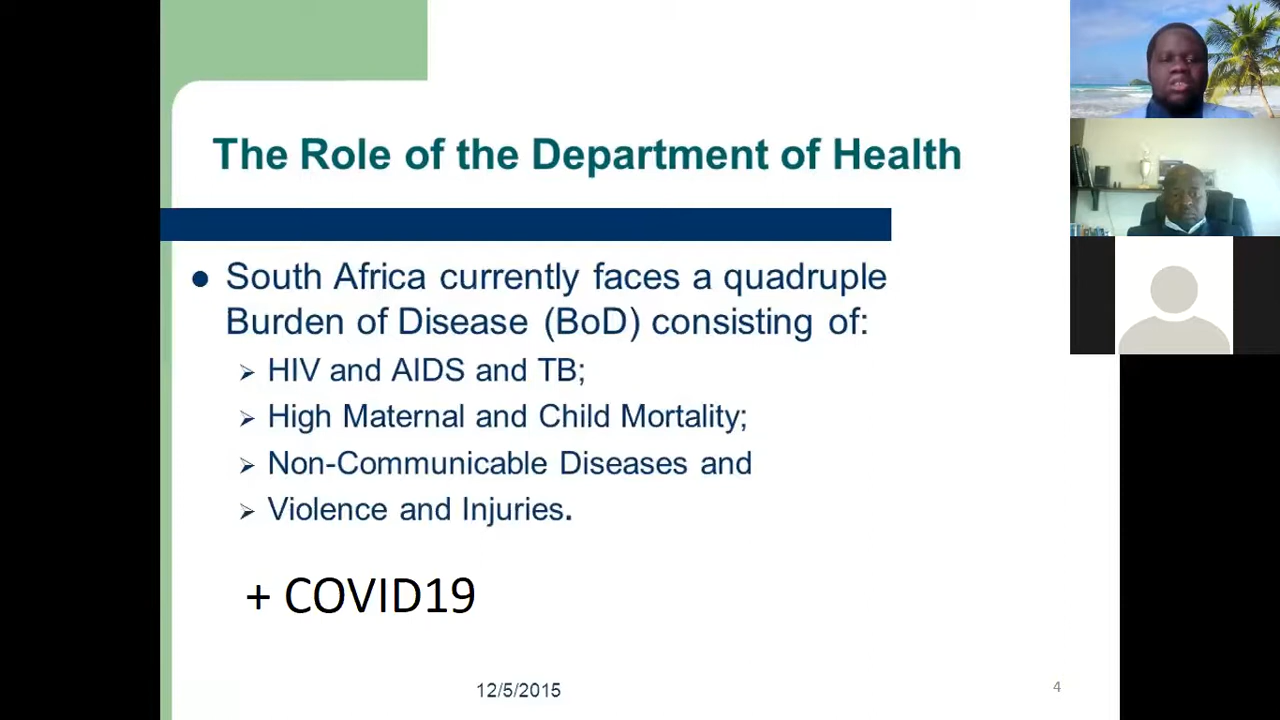 The Role of the Department of Health
South Africa currently faces a quadruple
Burden of Disease (BoD) consisting of:
HIV and AIDS and TB;
High Maternal and Child Mortality;
Non-Communicable Diseases and
Violence and Injuries.
+ COVID19
12/5/2015
4